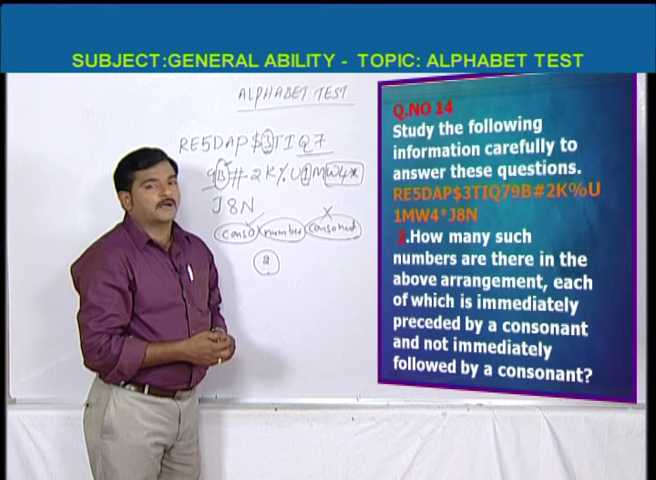 SUBJECT:GENERAL ABILITY - TOPIC: ALPHABET TEST
ALPHABET TEST
RE5DAP$3TIQ7
9B#2K%U1MW4*
J8N
conso number consonent
2
Q.NO 14
Study the following
information carefully to
answer these questions.
RE5DAP$3TIQ79B#2K%U
1MW4*J8N
2.How many such
numbers are there in the
above arrangement, each
of which is immediately
preceded by a consonant
and not immediately
followed by a consonant?